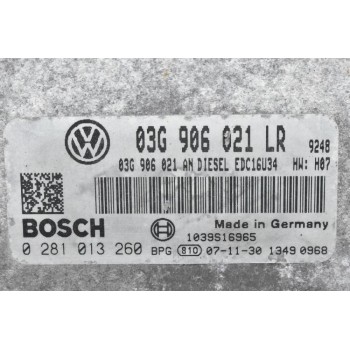 VW 03G 906 021 LR 9248
03G 906 021 AN DIESEL EDC16U34 HW: H07
BOSCH Made in Germany
1039S16965
0 281 013 260 BPG 810 07-11-30 1349 0968